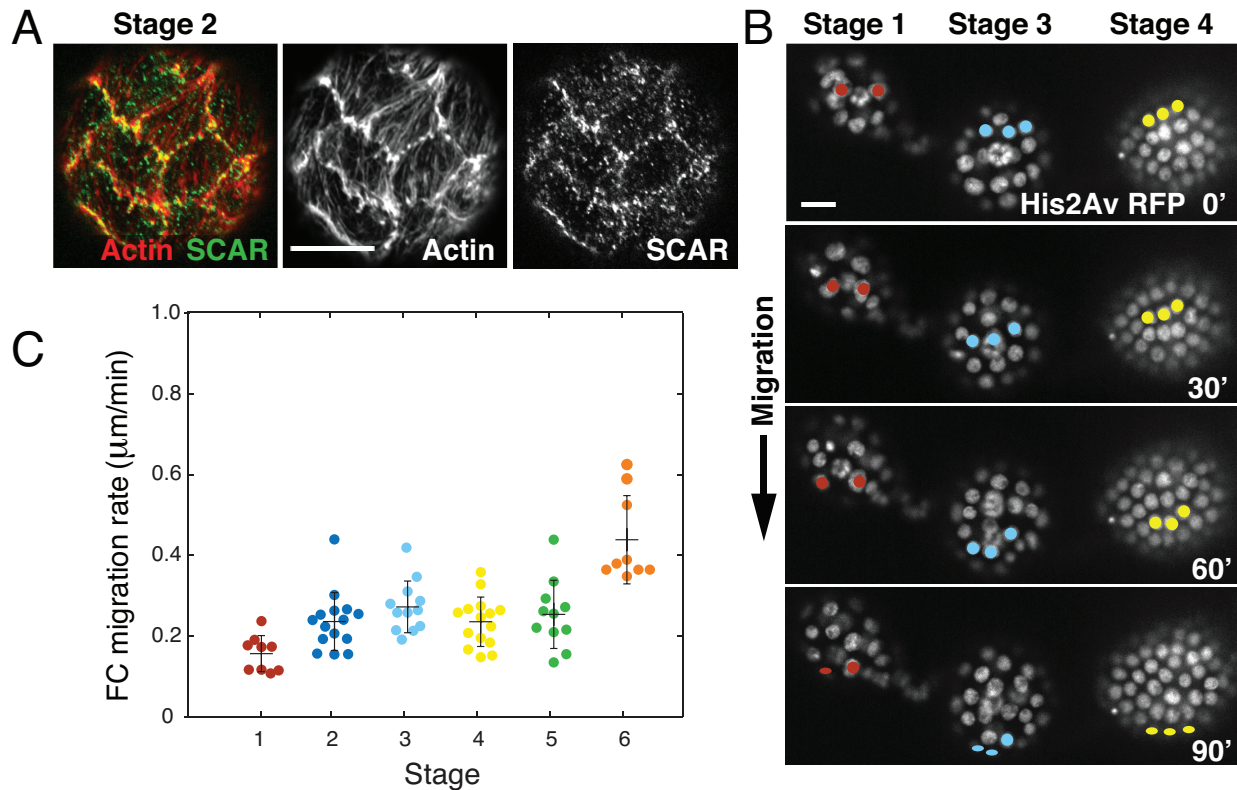 A
Stage 2
Actin SCAR
Actin
SCAR
B
Stage 1 Stage 3 Stage 4
His2Av RFP 0’
30’
60’
90’
Migration
C
FC migration rate (μm/min)
1.0
0.8
0.6
0.4
0.2
0
1 2 3 4 5 6
Stage